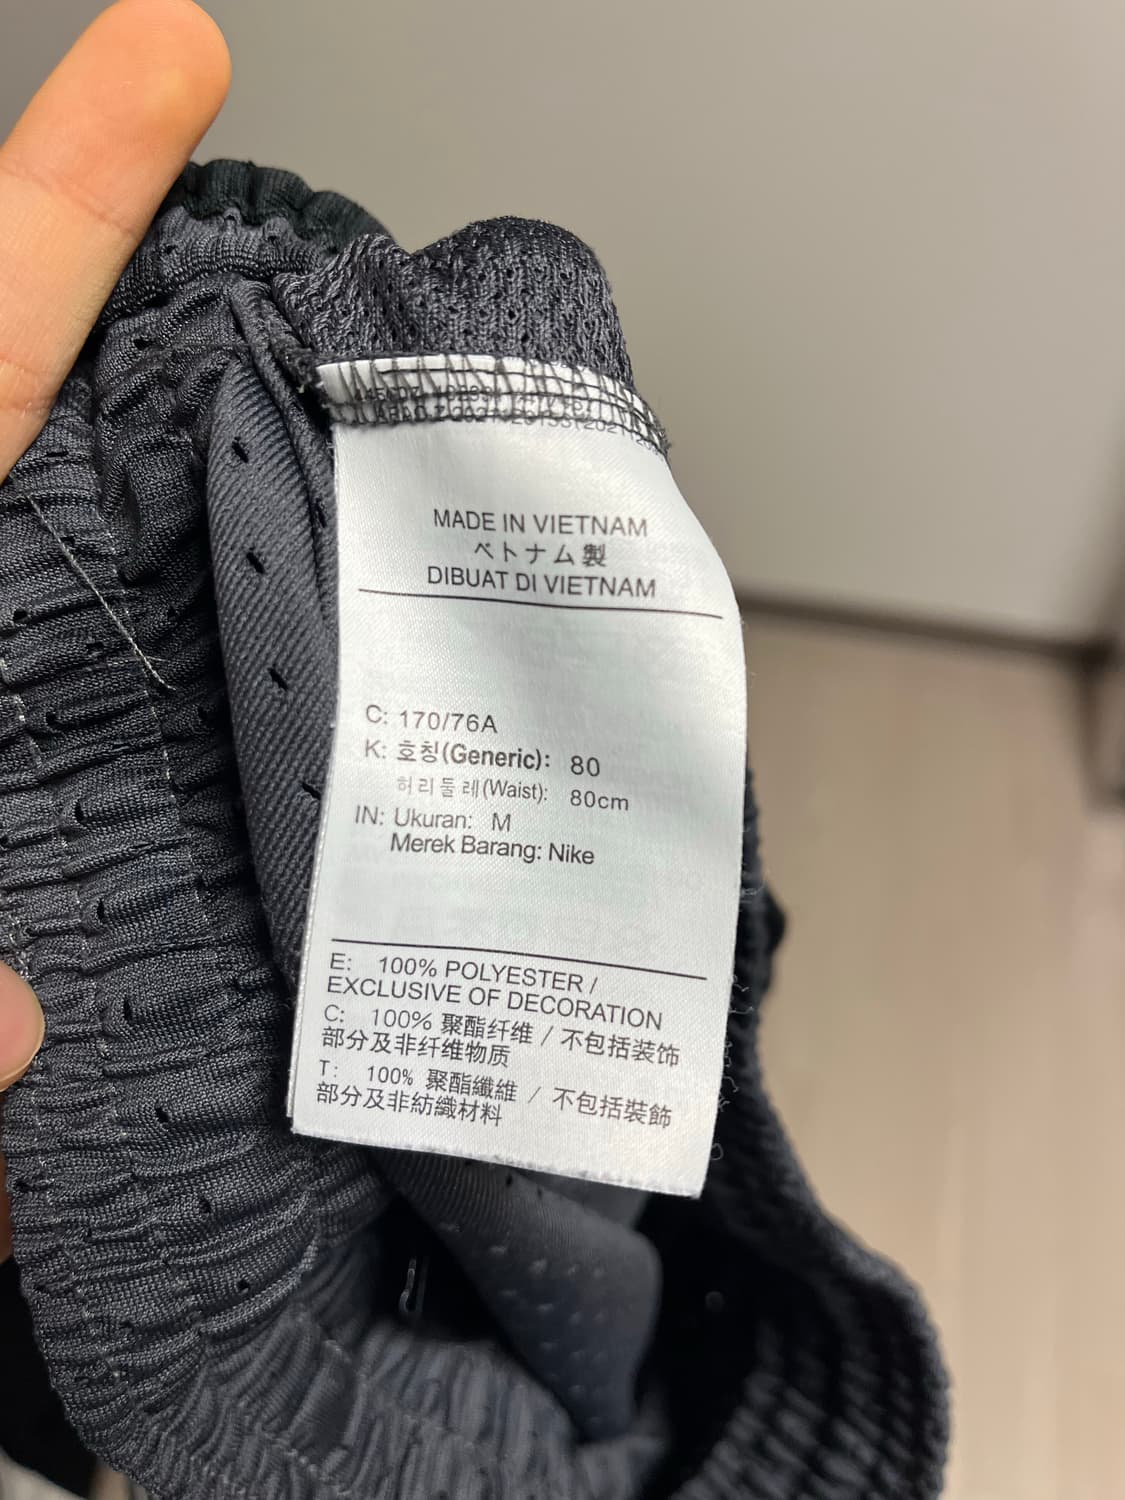 MADE IN VIETNAM
ベトナム製
DIBUAT DI VIETNAM
C: 170/76A
K: 호칭(Generic): 80
허리둘레(Waist): 80cm
IN: Ukuran: M
Merek Barang: Nike
E: 100% POLYESTER /
EXCLUSIVE OF DECORATION
C: 100% 聚酯纤维 / 不包括装饰
部分及非纤维物质
T: 100% 聚酯纖維 / 不包括裝飾
部分及非紡織材料